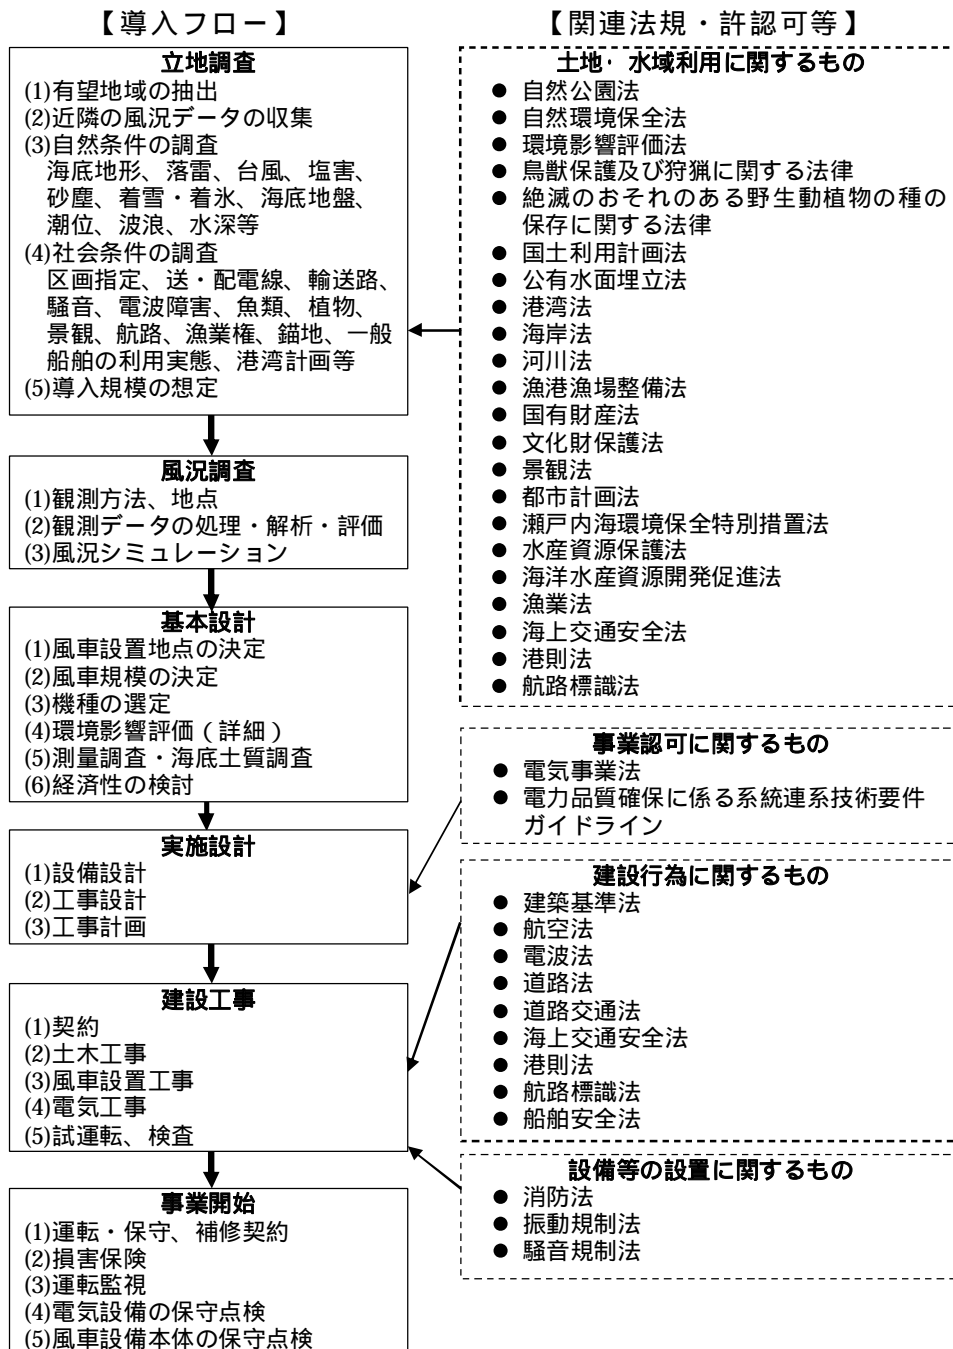 【導入フロー】
立地調査
(1)有望地域の抽出
(2)近隣の風況データの収集
(3)自然条件の調査
海底地形、落雷、台風、塩害、
砂塵、着雪・着氷、海底地盤、
潮位、波浪、水深等
(4)社会条件の調査
区画指定、送・配電線、輸送路、
騒音、電波障害、魚類、植物、
景観、航路、漁業権、錨地、一般
船舶の利用実態、港湾計画等
(5)導入規模の想定
風況調査
(1)観測方法、地点
(2)観測データの処理・解析・評価
(3)風況シミュレーション
基本設計
(1)風車設置地点の決定
(2)風車規模の決定
(3)機種の選定
(4)環境影響評価（詳細）
(5)測量調査・海底土質調査
(6)経済性の検討
実施設計
(1)設備設計
(2)工事設計
(3)工事計画
建設工事
(1)契約
(2)土木工事
(3)風車設置工事
(4)電気工事
(5)試運転、検査
事業開始
(1)運転・保守、補修契約
(2)損害保険
(3)運転監視
(4)電気設備の保守点検
(5)風車設備本体の保守点検
【関連法規・許認可等】
土地・水域利用に関するもの
● 自然公園法
● 自然環境保全法
● 環境影響評価法
● 鳥獣保護及び狩猟に関する法律
● 絶滅のおそれのある野生動植物の種の
保存に関する法律
● 国土利用計画法
● 公有水面埋立法
● 港湾法
● 海岸法
● 河川法
● 漁港漁場整備法
● 国有財産法
● 文化財保護法
● 景観法
● 都市計画法
● 瀬戸内海環境保全特別措置法
● 水産資源保護法
● 海洋水産資源開発促進法
● 漁業法
● 海上交通安全法
● 港則法
● 航路標識法
事業認可に関するもの
● 電気事業法
● 電力品質確保に係る系統連系技術要件
ガイドライン
建設行為に関するもの
● 建築基準法
● 航空法
● 電波法
● 道路法
● 道路交通法
● 海上交通安全法
● 港則法
● 航路標識法
● 船舶安全法
設備等の設置に関するもの
● 消防法
● 振動規制法
● 騒音規制法